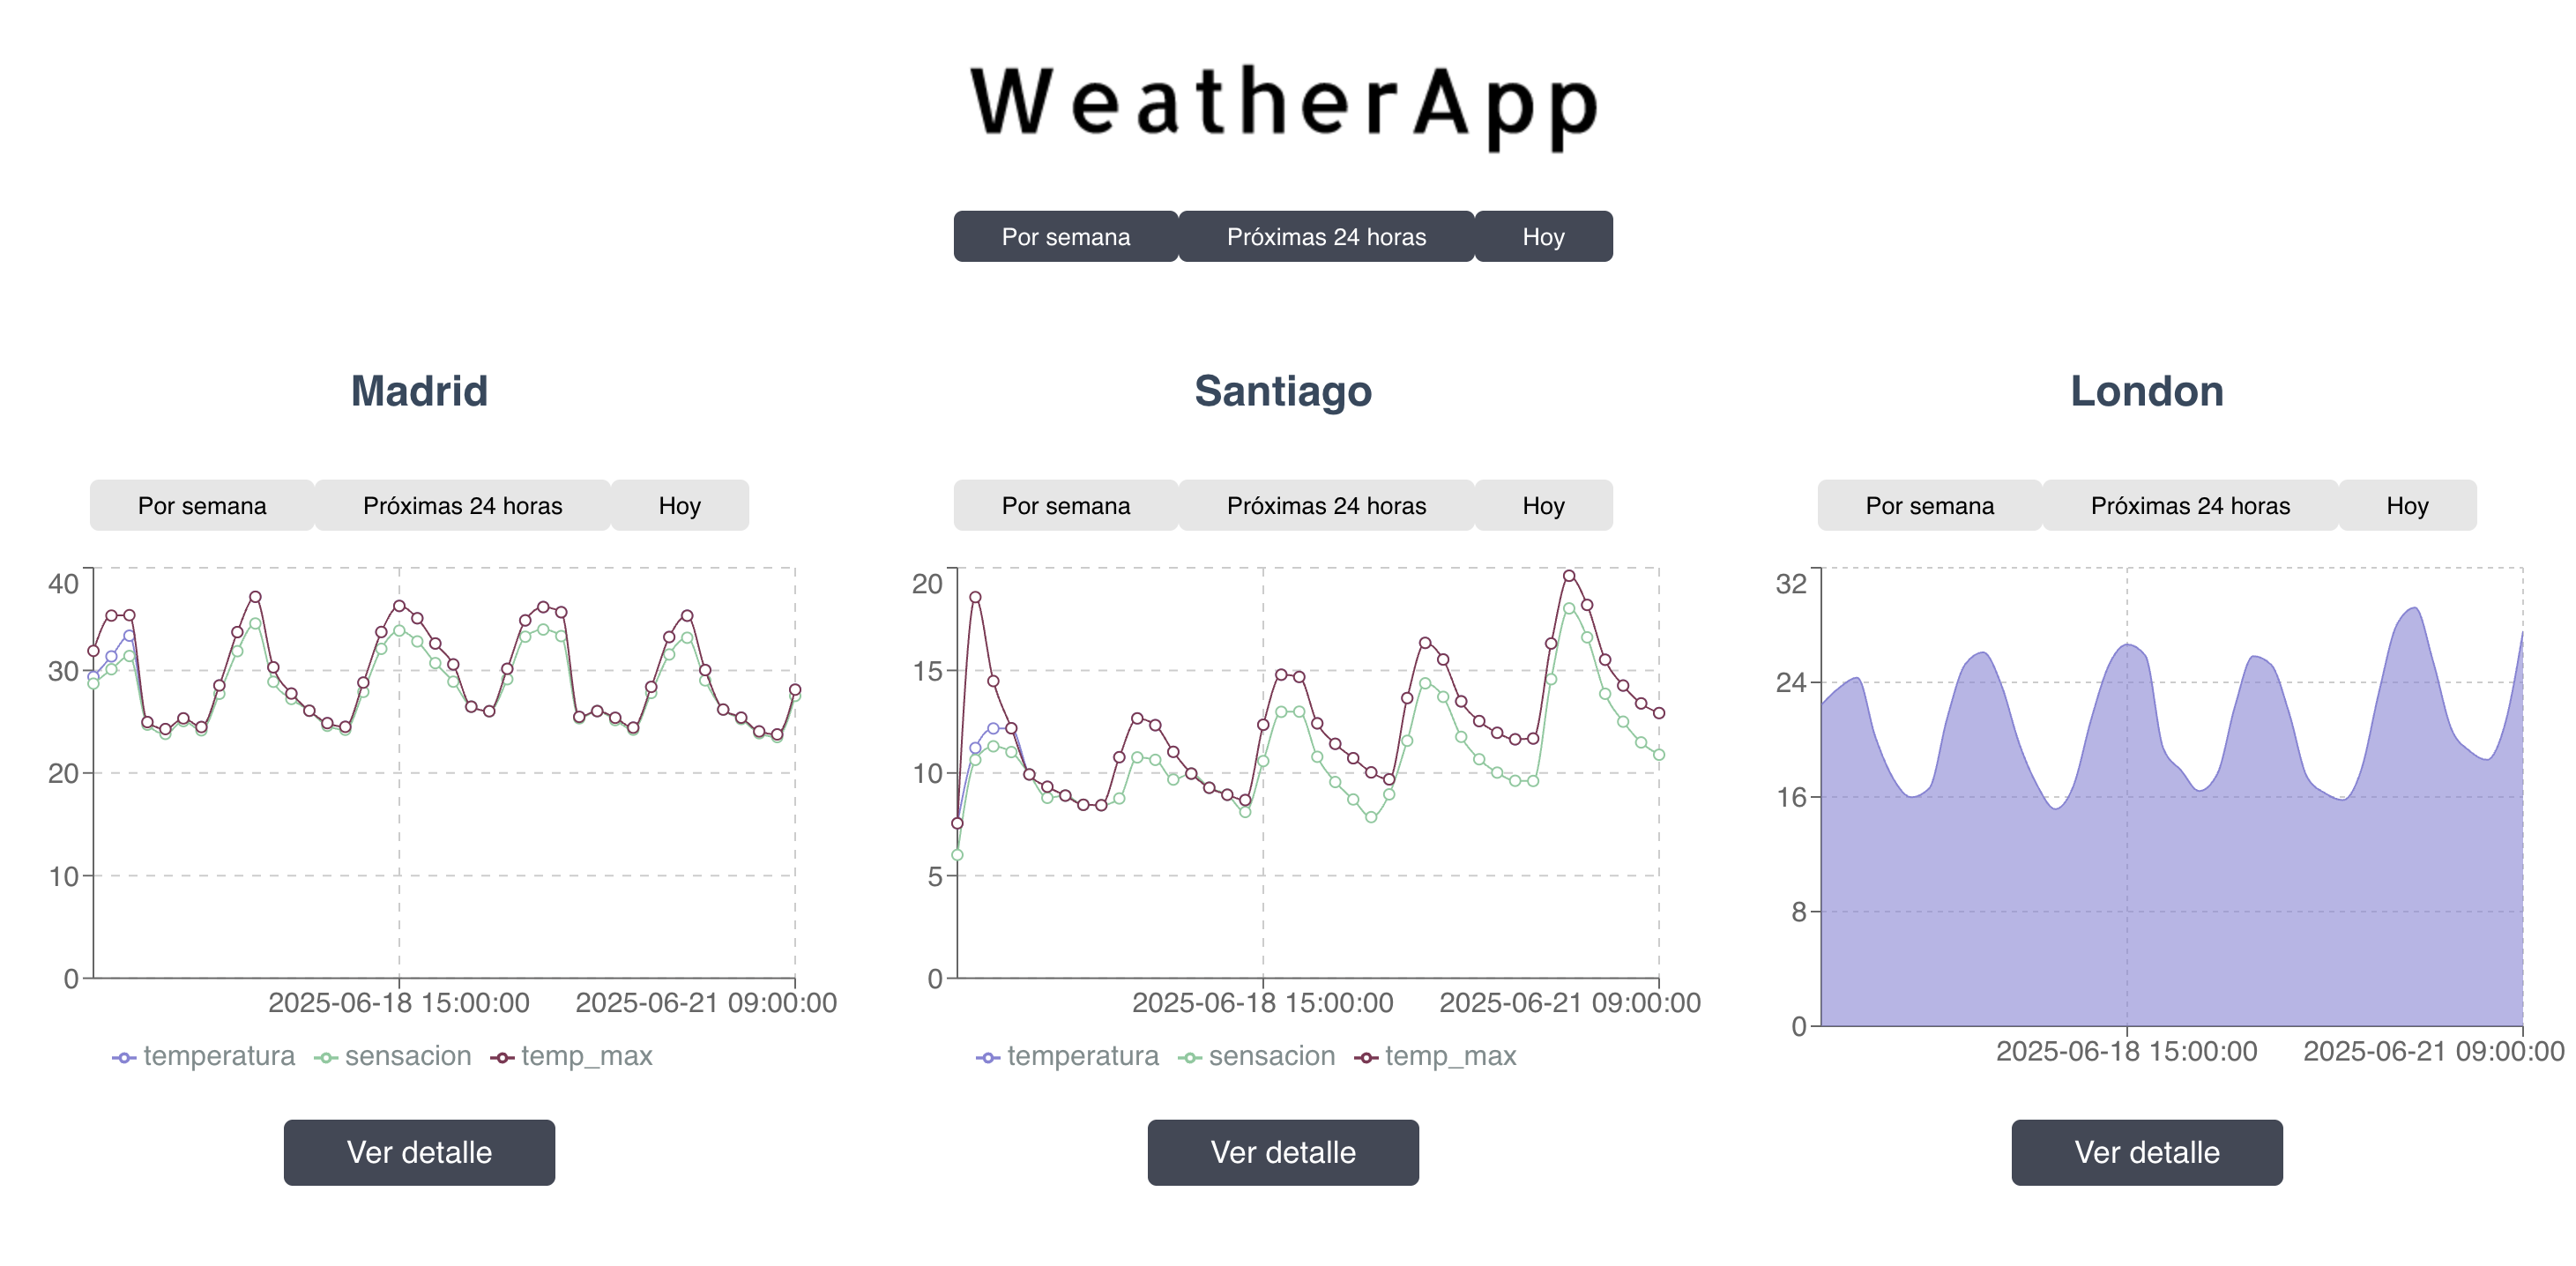 WeatherApp
Por semana Próximas 24 horas Hoy
Madrid
Por semana Próximas 24 horas Hoy
40
30
20
10
0
2025-06-18 15:00:00 2025-06-21 09:00:00
temperatura sensacion temp_max
Ver detalle
Santiago
Por semana Próximas 24 horas Hoy
20
15
10
5
0
2025-06-18 15:00:00 2025-06-21 09:00:00
temperatura sensacion temp_max
Ver detalle
London
Por semana Próximas 24 horas Hoy
32
24
16
8
0
2025-06-18 15:00:00 2025-06-21 09:00:00
Ver detalle